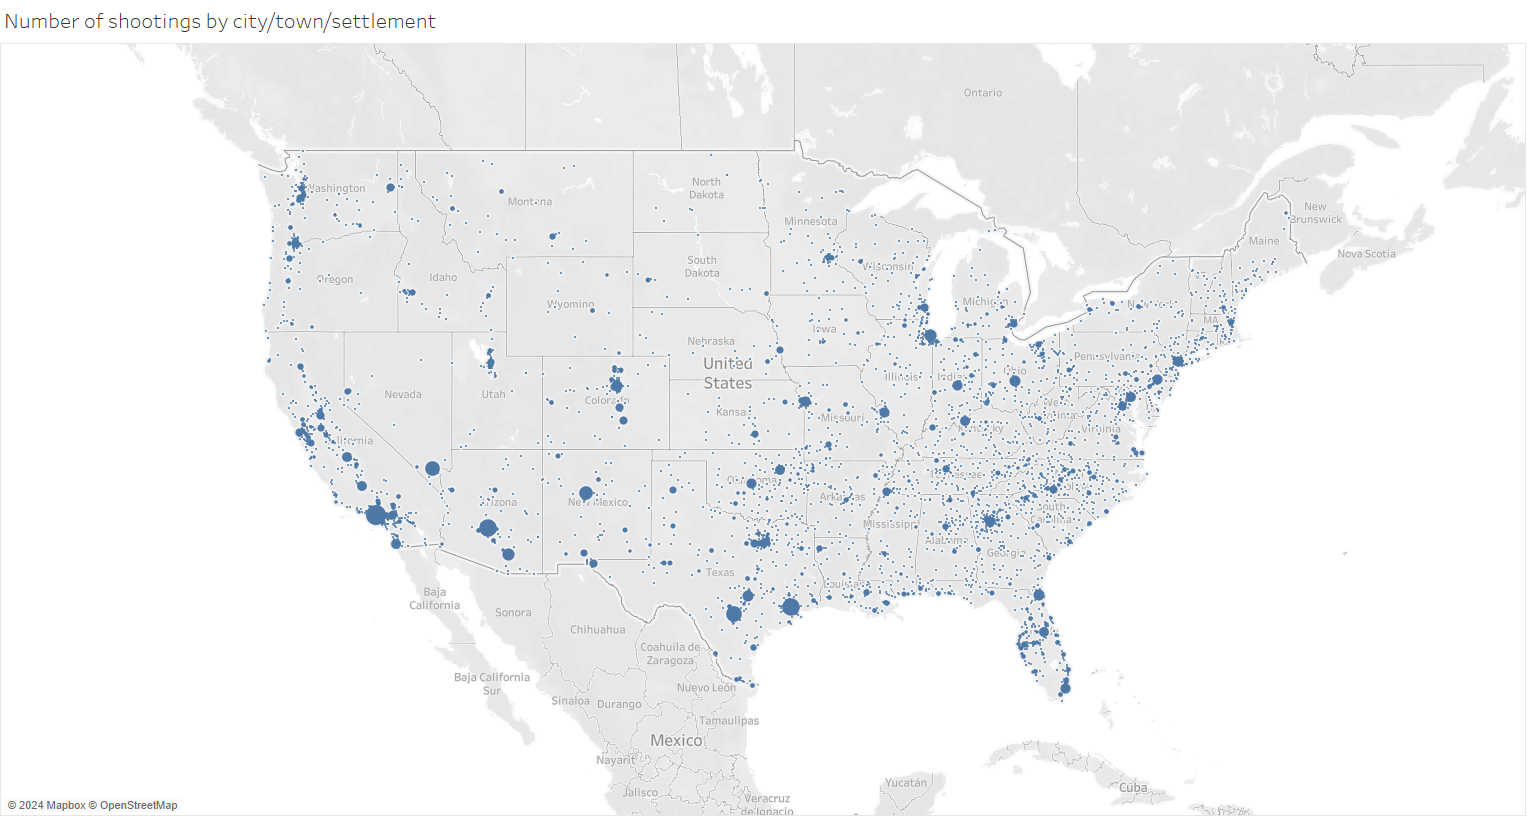 Number of shootings by city/town/settlement
Ontario
Washington
North
Dakota
Montana
New
Brunswick
Minnesota
Maine
Nova Scotia
South
Dakota
Wisconsin
Oregon
Idaho
Wyoming
Michigan
MA
Iowa
Nebraska
United
States
Pennsylvania
Ohio
Illinois
Nevada
Utah
Colorado
Kansas
Missouri
Kentucky
Virginia
California
Arizona
New Mexico
Oklahoma
Arkansas
Tennessee
South
Carolina
Mississippi
Alabama
Georgia
Texas
Louisiana
Baja
California
Sonora
Chihuahua
Coahuila de
Zaragoza
Baja California
Sur
Nuevo León
Sinaloa
Durango
Tamaulipas
Mexico
Nayarit
Yucatán
Cuba
Jalisco
Veracruz
de Ignacio
© 2024 Mapbox © OpenStreetMap